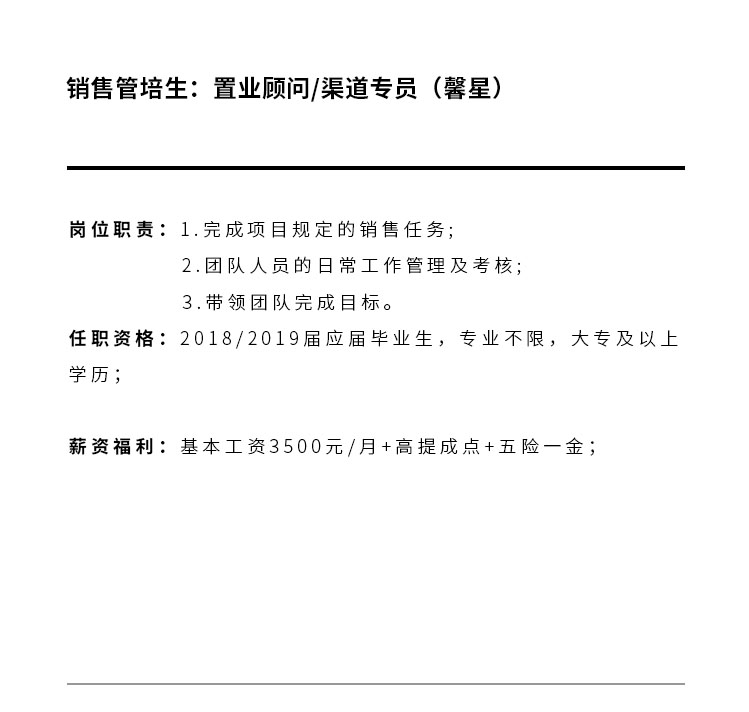 销售管培生：置业顾问/渠道专员（馨星）
岗位职责：1.完成项目规定的销售任务;
2.团队人员的日常工作管理及考核;
3.带领团队完成目标。
任职资格：2018/2019届应届毕业生，专业不限，大专及以上
学历；
薪资福利：基本工资3500元/月+高提成点+五险一金；